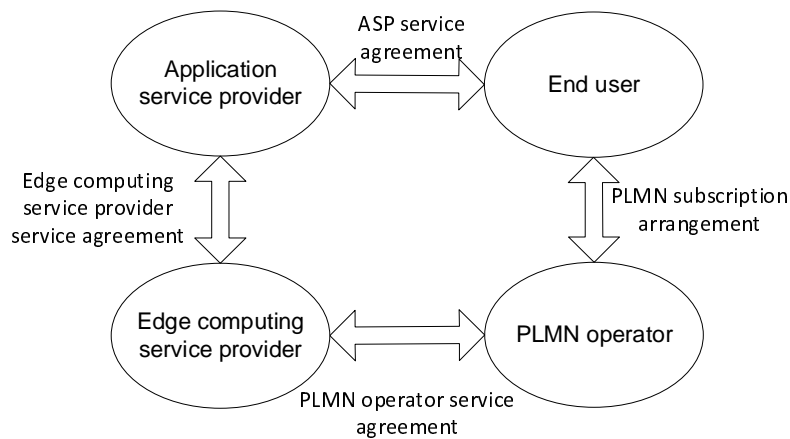 ASP service
agreement
Application
service provider
End user
Edge computing
service provider
service agreement
PLMN subscription
arrangement
Edge computing
service provider
PLMN operator
PLMN operator service
agreement